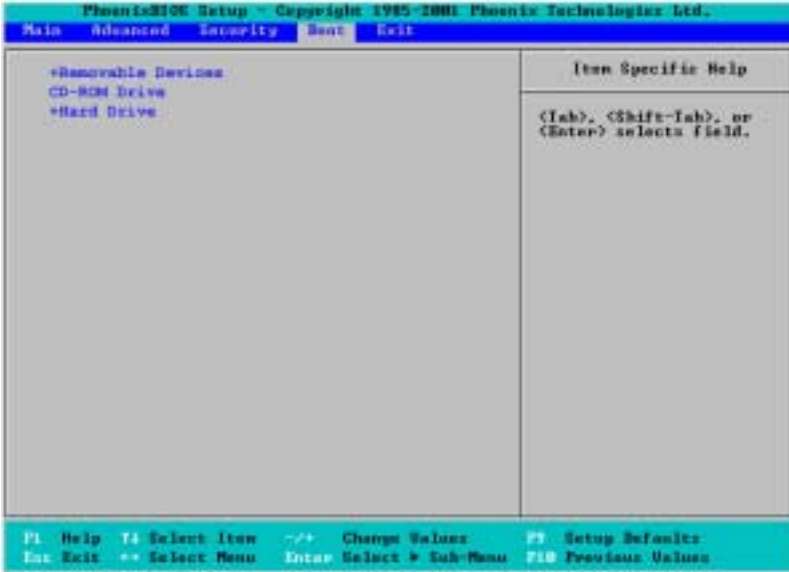 PhoenixBIOS Setup - Copyright 1985-2001 Phoenix Technologies Ltd.
Main Advanced Security Boot Exit
+Removable Devices
CD-ROM Drive
+Hard Drive
Item Specific Help
<Tab>, <Shift-Tab>, or
<Enter> selects field.
F1 Help ↑↓ Select Item -/+ Change Values F9 Setup Defaults
Esc Exit ↔ Select Menu Enter Select ▶ Sub-Menu F10 Previous Values